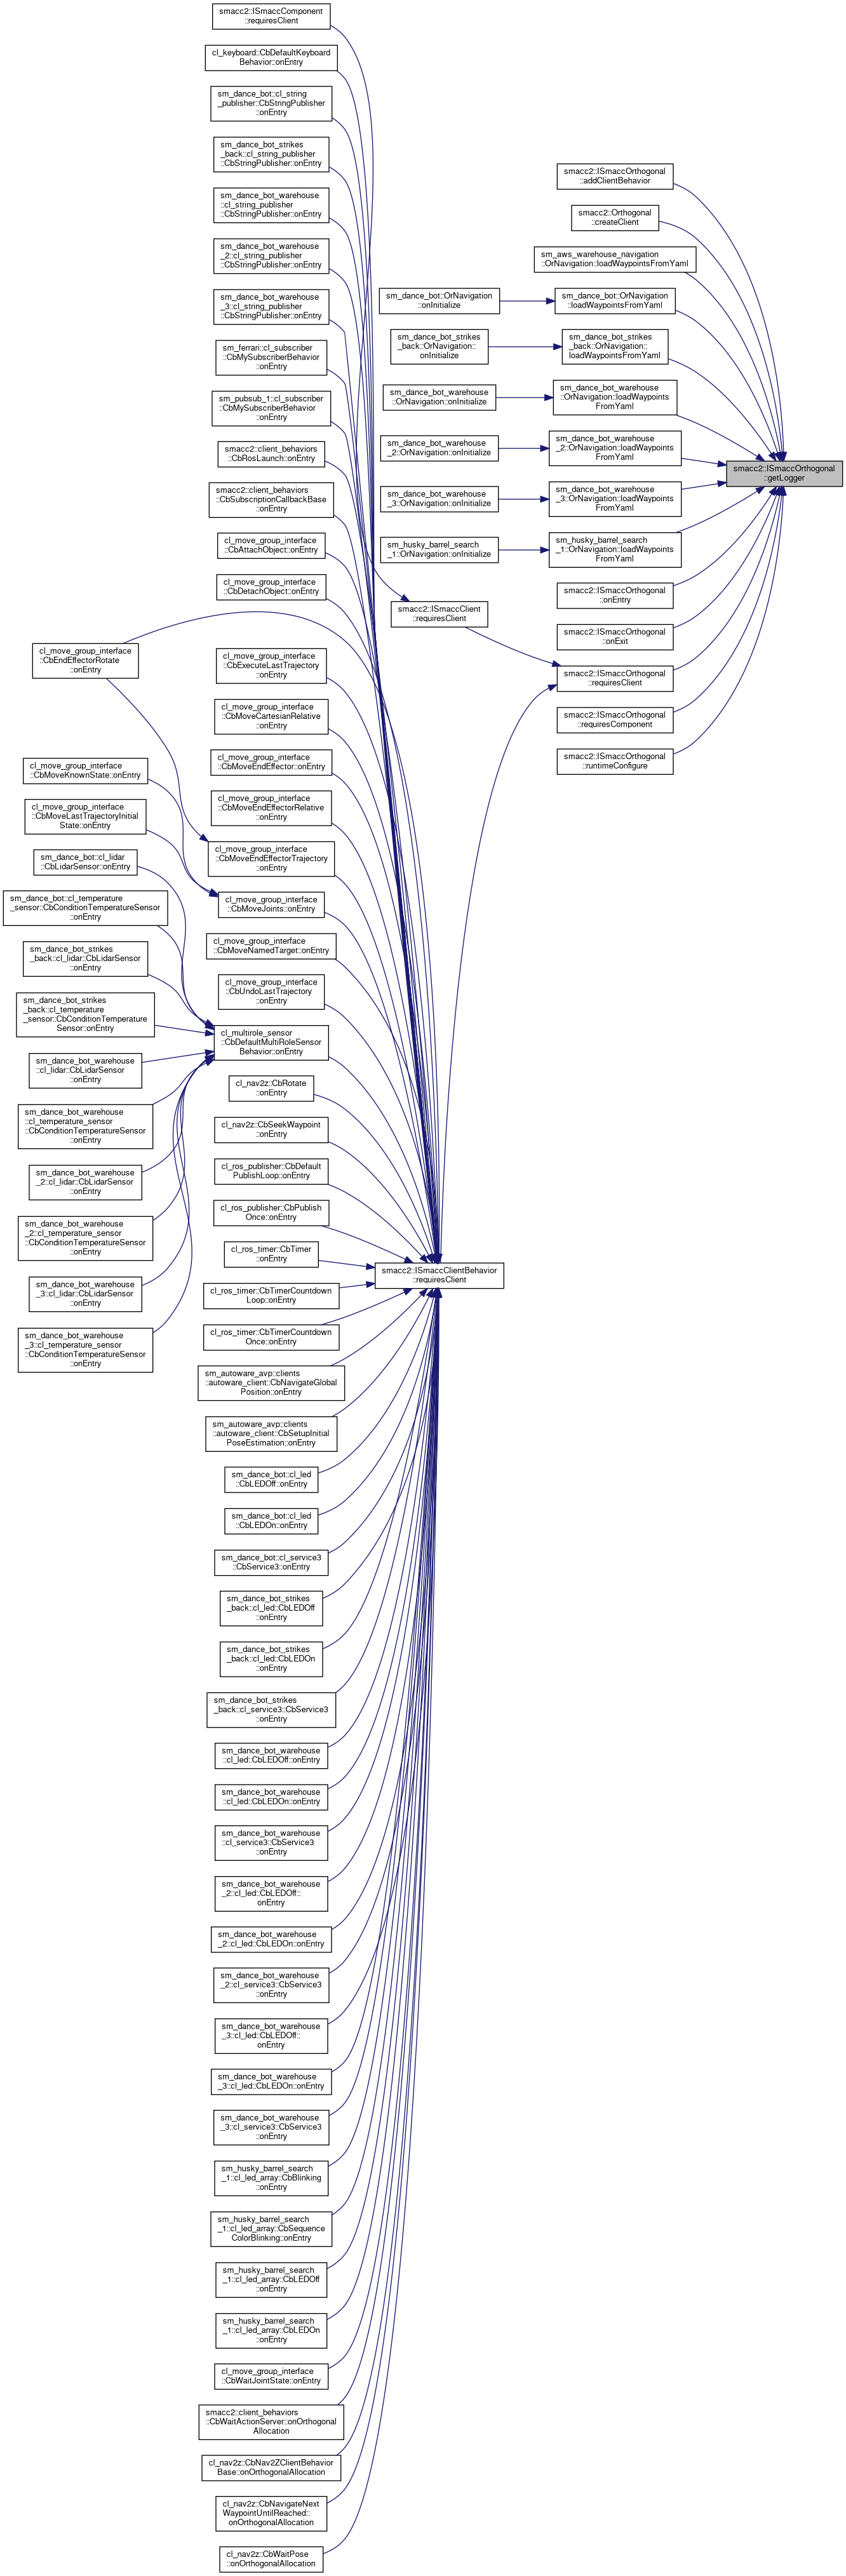 smacc2::ISmaccComponent
::requiresClient
cl_keyboard::CbDefaultKeyboard
Behavior::onEntry
sm_dance_bot::cl_string
_publisher::CbStringPublisher
::onEntry
sm_dance_bot_strikes
_back::cl_string_publisher
::CbStringPublisher::onEntry
sm_dance_bot_warehouse
::cl_string_publisher
::CbStringPublisher::onEntry
sm_dance_bot_warehouse
_2::cl_string_publisher
::CbStringPublisher::onEntry
sm_dance_bot_warehouse
_3::cl_string_publisher
::CbStringPublisher::onEntry
sm_ferrari::cl_subscriber
::CbMySubscriberBehavior
::onEntry
sm_pubsub_1::cl_subscriber
::CbMySubscriberBehavior
::onEntry
smacc2::client_behaviors
::CbRosLaunch::onEntry
smacc2::client_behaviors
::CbSubscriptionCallbackBase
::onEntry
cl_move_group_interface
::CbAttachObject::onEntry
cl_move_group_interface
::CbDetachObject::onEntry
cl_move_group_interface
::CbExecuteLastTrajectory
::onEntry
cl_move_group_interface
::CbMoveCartesianRelative
::onEntry
cl_move_group_interface
::CbMoveEndEffector::onEntry
cl_move_group_interface
::CbMoveEndEffectorRelative
::onEntry
cl_move_group_interface
::CbMoveEndEffectorTrajectory
::onEntry
cl_move_group_interface
::CbMoveJoints::onEntry
cl_move_group_interface
::CbMoveNamedTarget::onEntry
cl_move_group_interface
::CbUndoLastTrajectory
::onEntry
cl_multirole_sensor
::CbDefaultMultiRoleSensor
Behavior::onEntry
cl_nav2z::CbRotate
::onEntry
cl_nav2z::CbSeekWaypoint
::onEntry
cl_ros_publisher::CbDefault
PublishLoop::onEntry
cl_ros_publisher::CbPublish
Once::onEntry
cl_ros_timer::CbTimer
::onEntry
cl_ros_timer::CbTimerCountdown
Loop::onEntry
cl_ros_timer::CbTimerCountdown
Once::onEntry
sm_autoware_avp::clients
::autoware_client::CbNavigateGlobal
Position::onEntry
sm_autoware_avp::clients
::autoware_client::CbSetupInitial
PoseEstimation::onEntry
sm_dance_bot::cl_led
::CbLEDOff::onEntry
sm_dance_bot::cl_led
::CbLEDOn::onEntry
sm_dance_bot::cl_service3
::CbService3::onEntry
sm_dance_bot_strikes
_back::cl_led::CbLEDOff
::onEntry
sm_dance_bot_strikes
_back::cl_led::CbLEDOn
::onEntry
sm_dance_bot_strikes
_back::cl_service3::CbService3
::onEntry
sm_dance_bot_warehouse
::cl_led::CbLEDOff::onEntry
sm_dance_bot_warehouse
::cl_led::CbLEDOn::onEntry
sm_dance_bot_warehouse
::cl_service3::CbService3
::onEntry
sm_dance_bot_warehouse
_2::cl_led::CbLEDOff::
onEntry
sm_dance_bot_warehouse
_2::cl_led::CbLEDOn::onEntry
sm_dance_bot_warehouse
_2::cl_service3::CbService3
::onEntry
sm_dance_bot_warehouse
_3::cl_led::CbLEDOff::
onEntry
sm_dance_bot_warehouse
_3::cl_led::CbLEDOn::onEntry
sm_dance_bot_warehouse
_3::cl_service3::CbService3
::onEntry
sm_husky_barrel_search
_1::cl_led_array::CbBlinking
::onEntry
sm_husky_barrel_search
_1::cl_led_array::CbSequence
ColorBlinking::onEntry
sm_husky_barrel_search
_1::cl_led_array::CbLEDOff
::onEntry
sm_husky_barrel_search
_1::cl_led_array::CbLEDOn
::onEntry
cl_move_group_interface
::CbWaitJointState::onEntry
smacc2::client_behaviors
::CbWaitActionServer::onOrthogonal
Allocation
cl_nav2z::CbNav2ZClientBehavior
Base::onOrthogonalAllocation
cl_nav2z::CbNavigateNext
WaypointUntilReached::
onOrthogonalAllocation
cl_nav2z::CbWaitPose
::onOrthogonalAllocation
cl_move_group_interface
::CbEndEffectorRotate
::onEntry
cl_move_group_interface
::CbMoveKnownState::onEntry
cl_move_group_interface
::CbMoveLastTrajectoryInitial
State::onEntry
sm_dance_bot::cl_lidar
::CbLidarSensor::onEntry
sm_dance_bot::cl_temperature
_sensor::CbConditionTemperatureSensor
::onEntry
sm_dance_bot_strikes
_back::cl_lidar::CbLidarSensor
::onEntry
sm_dance_bot_strikes
_back::cl_temperature
_sensor::CbConditionTemperature
Sensor::onEntry
sm_dance_bot_warehouse
::cl_lidar::CbLidarSensor
::onEntry
sm_dance_bot_warehouse
::cl_temperature_sensor
::CbConditionTemperatureSensor
::onEntry
sm_dance_bot_warehouse
_2::cl_lidar::CbLidarSensor
::onEntry
sm_dance_bot_warehouse
_2::cl_temperature_sensor
::CbConditionTemperatureSensor
::onEntry
sm_dance_bot_warehouse
_3::cl_lidar::CbLidarSensor
::onEntry
sm_dance_bot_warehouse
_3::cl_temperature_sensor
::CbConditionTemperatureSensor
::onEntry
sm_dance_bot::OrNavigation
::onInitialize
sm_dance_bot_strikes
_back::OrNavigation::
onInitialize
sm_dance_bot_warehouse
::OrNavigation::onInitialize
sm_dance_bot_warehouse
_2::OrNavigation::onInitialize
sm_dance_bot_warehouse
_3::OrNavigation::onInitialize
sm_husky_barrel_search
_1::OrNavigation::onInitialize
smacc2::ISmaccClient
::requiresClient
smacc2::ISmaccClientBehavior
::requiresClient
smacc2::ISmaccOrthogonal
::addClientBehavior
smacc2::Orthogonal
::createClient
sm_aws_warehouse_navigation
::OrNavigation::loadWaypointsFromYaml
sm_dance_bot::OrNavigation
::loadWaypointsFromYaml
sm_dance_bot_strikes
_back::OrNavigation::
loadWaypointsFromYaml
sm_dance_bot_warehouse
::OrNavigation::loadWaypoints
FromYaml
sm_dance_bot_warehouse
_2::OrNavigation::loadWaypoints
FromYaml
sm_dance_bot_warehouse
_3::OrNavigation::loadWaypoints
FromYaml
sm_husky_barrel_search
_1::OrNavigation::loadWaypoints
FromYaml
smacc2::ISmaccOrthogonal
::onEntry
smacc2::ISmaccOrthogonal
::onExit
smacc2::ISmaccOrthogonal
::requiresClient
smacc2::ISmaccOrthogonal
::requiresComponent
smacc2::ISmaccOrthogonal
::runtimeConfigure
smacc2::ISmaccOrthogonal
::getLogger